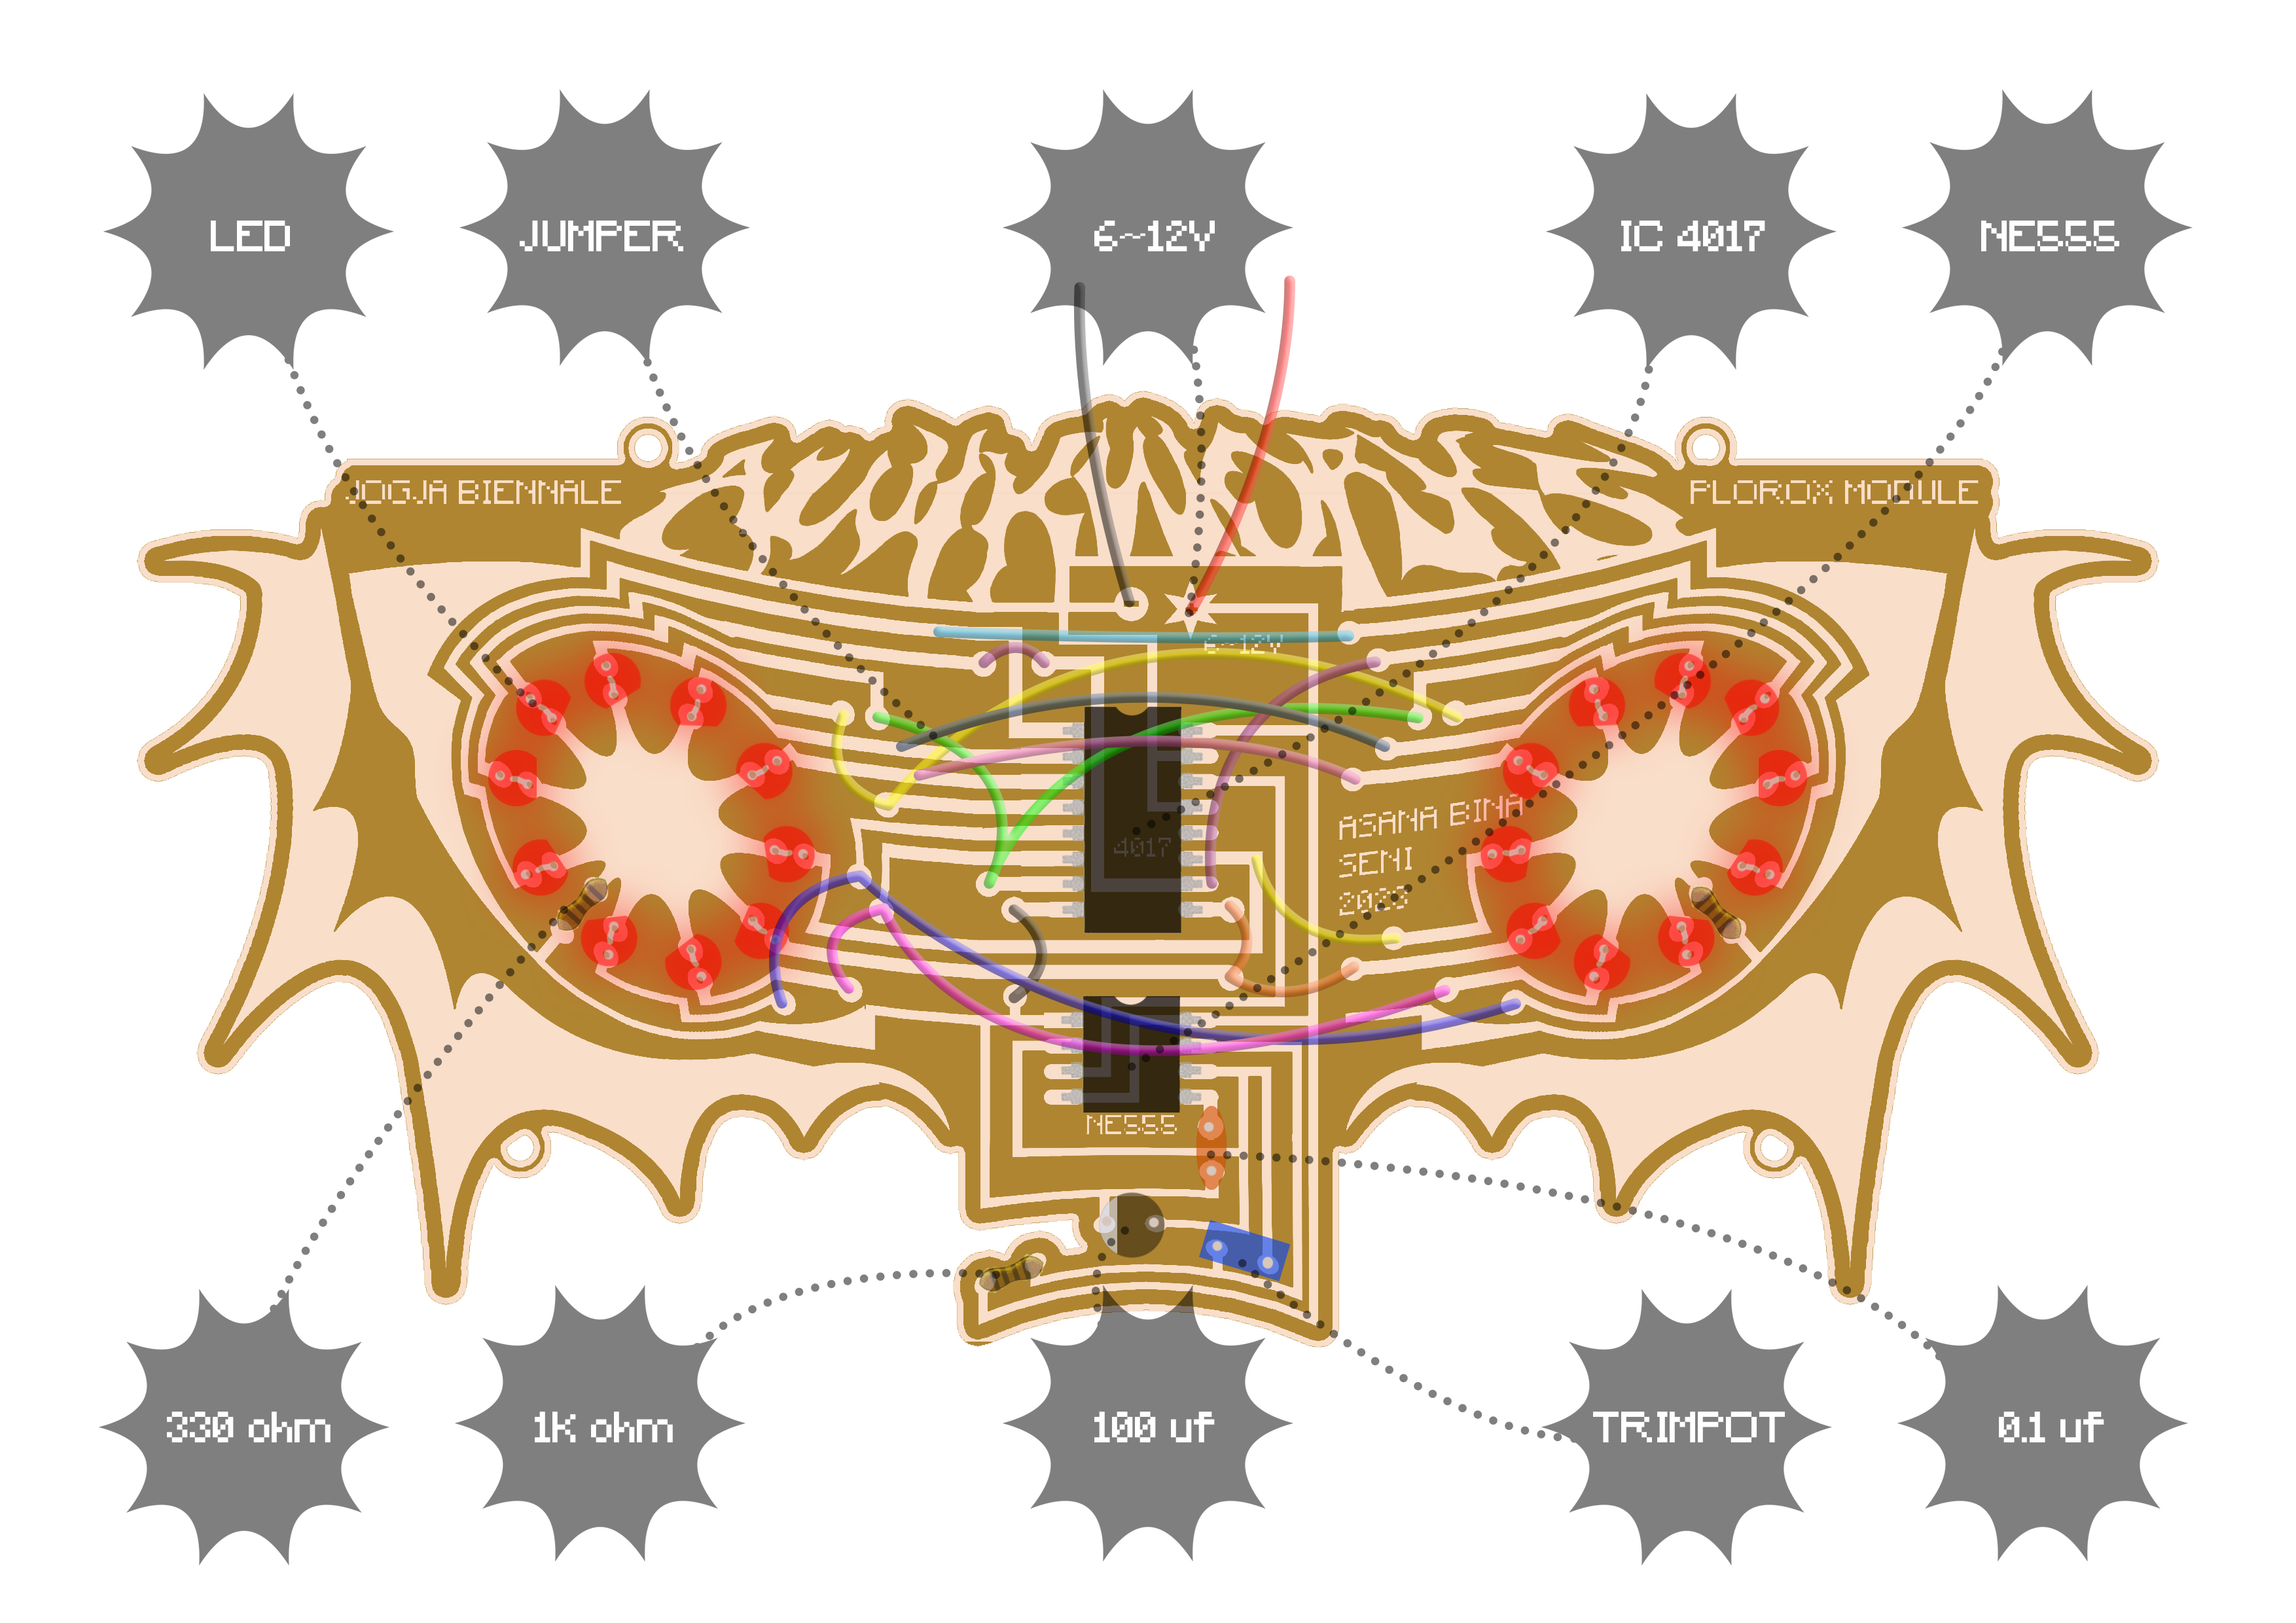 LED
JUMPER
6~12V
IC 4017
NE555
JOGJA BIENNALE
PLOROX MODULE
6~12V
4017
ASANA BINA
SENI
2023
NE555
330 ohm
1K ohm
100 uf
TRIMPOT
0.1 uf